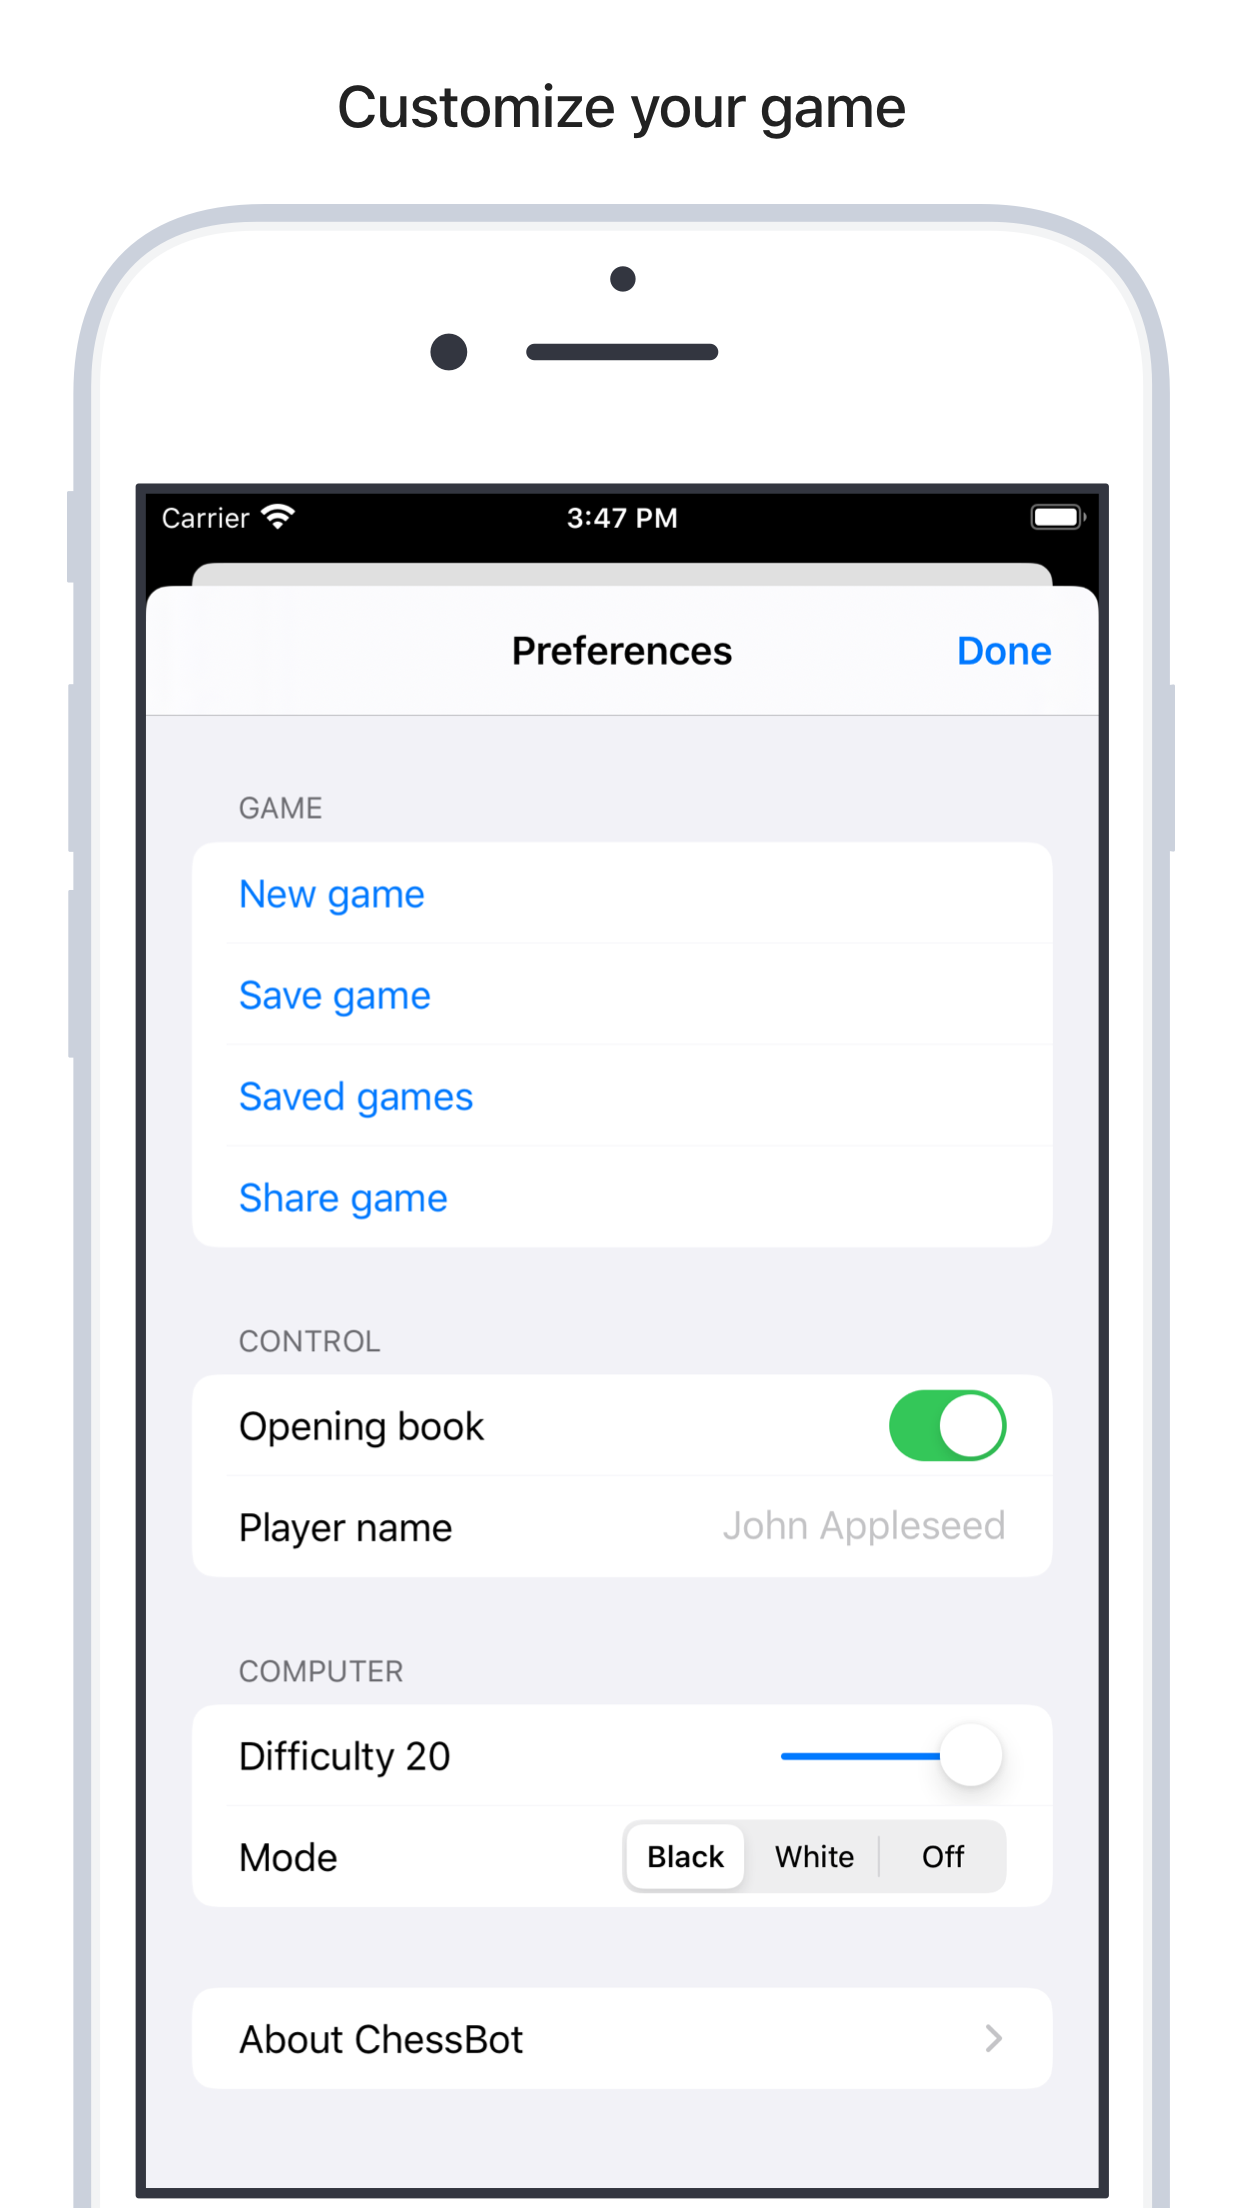 Customize your game
Carrier 3:47 PM
Preferences Done
GAME
New game
Save game
Saved games
Share game
CONTROL
Opening book
Player name John Appleseed
COMPUTER
Difficulty 20
Mode Black White Off
About ChessBot